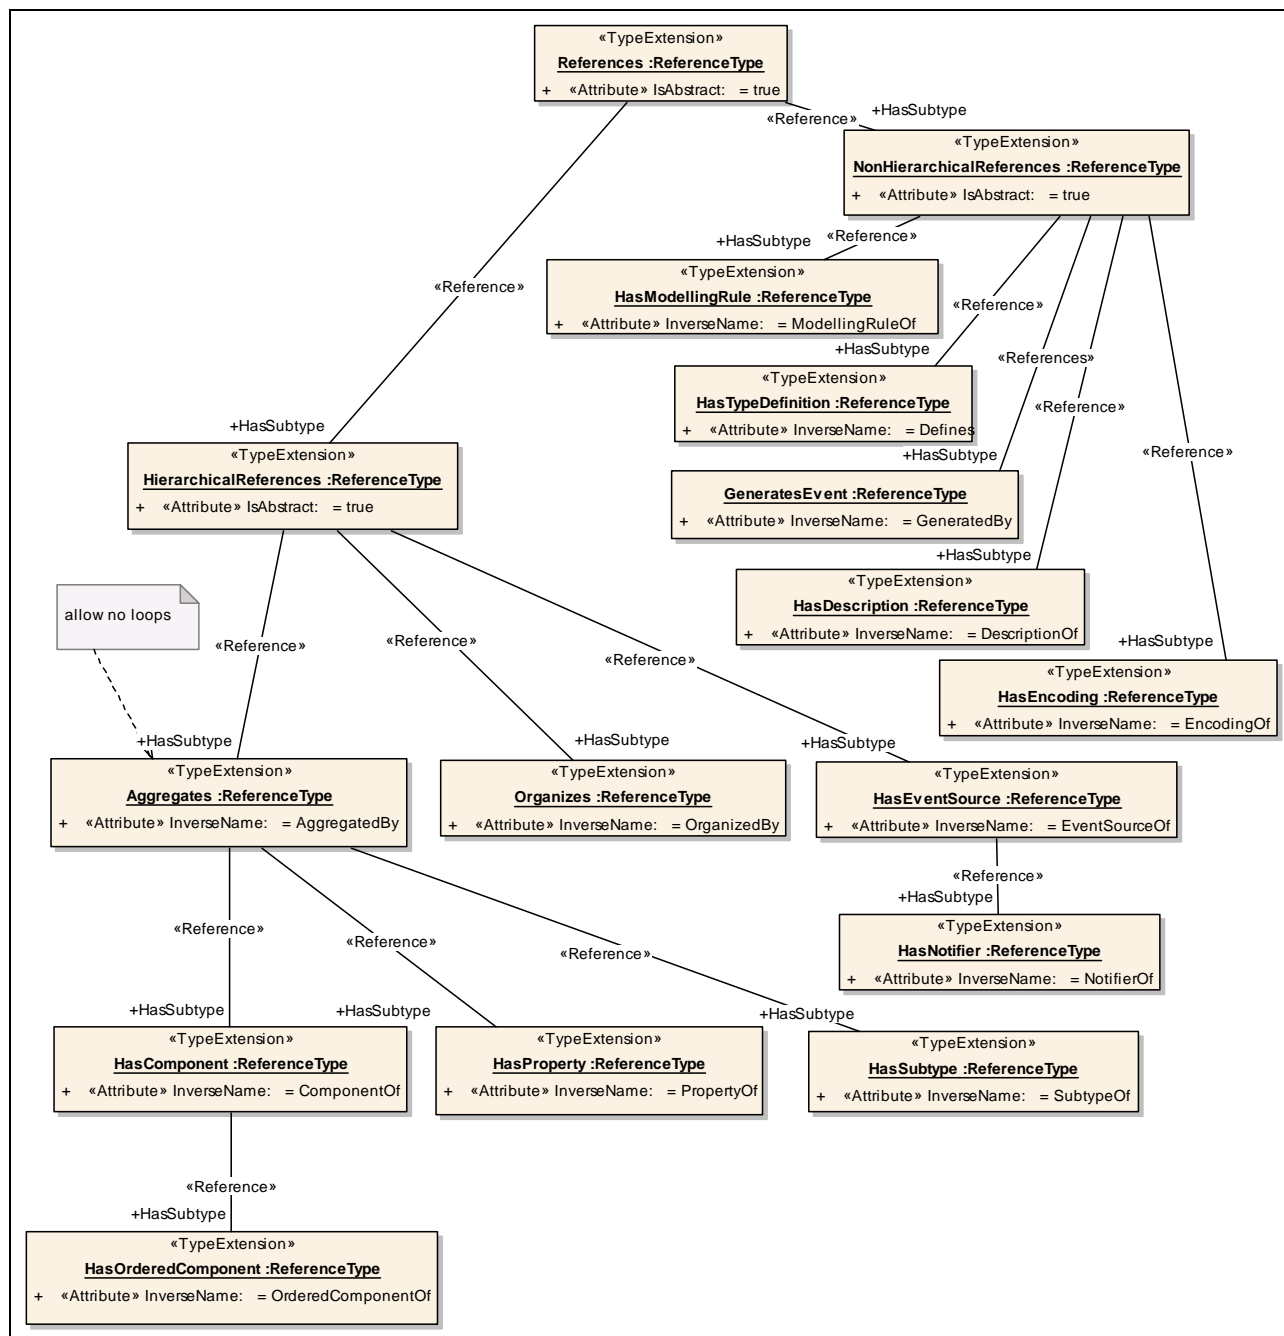 «TypeExtension»
References :ReferenceType
+ «Attribute» IsAbstract: = true
+HasSubtype
«Reference»
«TypeExtension»
NonHierarchicalReferences :ReferenceType
+ «Attribute» IsAbstract: = true
+HasSubtype
«Reference»
«TypeExtension»
HasModellingRule :ReferenceType
+ «Attribute» InverseName: = ModellingRuleOf
«Reference»
«Reference»
+HasSubtype
«References»
«TypeExtension»
HasTypeDefinition :ReferenceType
+ «Attribute» InverseName: = Defines
«Reference»
+HasSubtype
«TypeExtension»
HierarchicalReferences :ReferenceType
+ «Attribute» IsAbstract: = true
+HasSubtype
«Reference»
GeneratesEvent :ReferenceType
+ «Attribute» InverseName: = GeneratedBy
+HasSubtype
«TypeExtension»
HasDescription :ReferenceType
+ «Attribute» InverseName: = DescriptionOf
allow no loops
«Reference»
«Reference»
«Reference»
+HasSubtype
«TypeExtension»
HasEncoding :ReferenceType
+ «Attribute» InverseName: = EncodingOf
+HasSubtype
«TypeExtension»
Aggregates :ReferenceType
+ «Attribute» InverseName: = AggregatedBy
+HasSubtype
«TypeExtension»
Organizes :ReferenceType
+ «Attribute» InverseName: = OrganizedBy
+HasSubtype
«TypeExtension»
HasEventSource :ReferenceType
+ «Attribute» InverseName: = EventSourceOf
«Reference»
+HasSubtype
«TypeExtension»
HasNotifier :ReferenceType
+ «Attribute» InverseName: = NotifierOf
«Reference»
«Reference»
«Reference»
+HasSubtype
«TypeExtension»
HasComponent :ReferenceType
+ «Attribute» InverseName: = ComponentOf
+HasSubtype
«TypeExtension»
HasProperty :ReferenceType
+ «Attribute» InverseName: = PropertyOf
+HasSubtype
«TypeExtension»
HasSubtype :ReferenceType
+ «Attribute» InverseName: = SubtypeOf
«Reference»
+HasSubtype
«TypeExtension»
HasOrderedComponent :ReferenceType
+ «Attribute» InverseName: = OrderedComponentOf